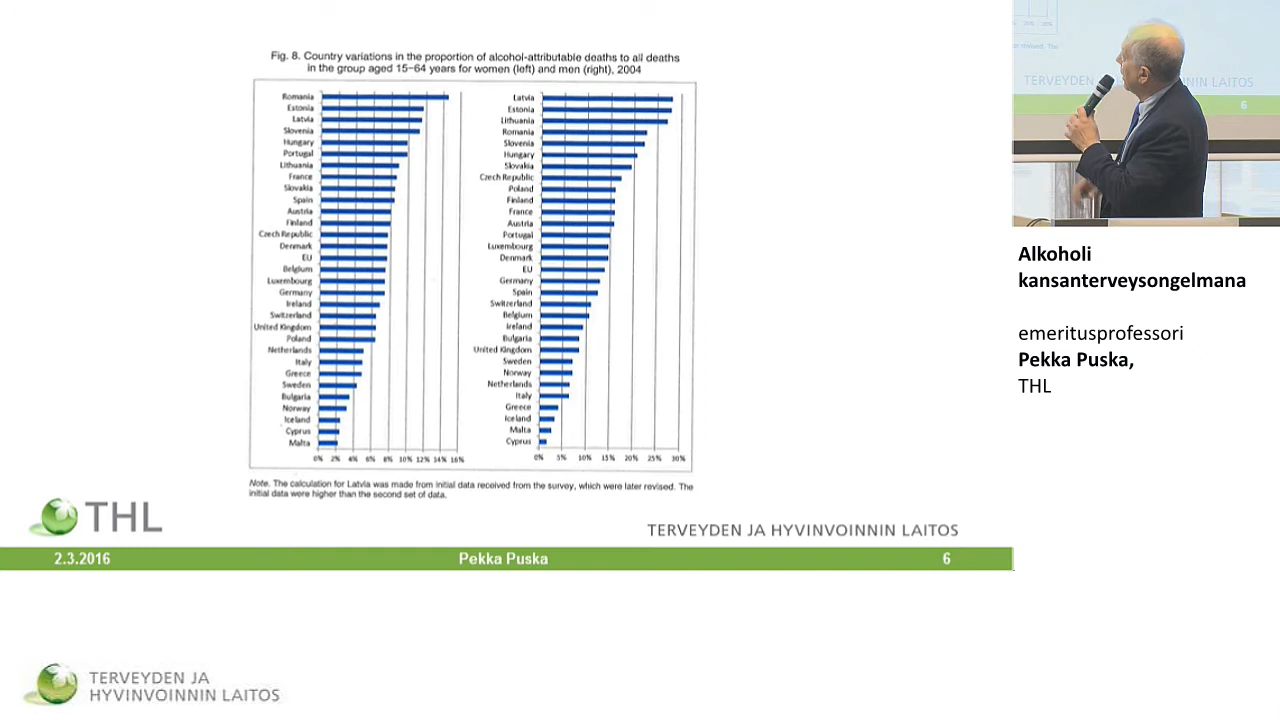 Fig. 8. Country variations in the proportion of alcohol-attributable deaths to all deaths
in the group aged 15–64 years for women (left) and men (right), 2004
Romania
Estonia
Latvia
Slovenia
Hungary
Portugal
Lithuania
France
Slovakia
Spain
Austria
Finland
Czech Republic
Denmark
EU
Belgium
Luxembourg
Germany
Ireland
Switzerland
United Kingdom
Poland
Netherlands
Italy
Greece
Sweden
Bulgaria
Norway
Iceland
Cyprus
Malta
0% 2% 4% 6% 8% 10% 12% 14% 16%
Latvia
Estonia
Lithuania
Romania
Slovenia
Hungary
Slovakia
Czech Republic
Poland
Finland
France
Austria
Portugal
Luxembourg
Denmark
EU
Germany
Spain
Switzerland
Belgium
Ireland
Bulgaria
United Kingdom
Sweden
Norway
Netherlands
Italy
Greece
Iceland
Malta
Cyprus
0% 5% 10% 15% 20% 25% 30%
Note. The calculation for Latvia was made from initial data received from the survey, which were later revised. The
initial data were higher than the second set of data.
THL
TERVEYDEN JA HYVINVOINNIN LAITOS
2.3.2016 Pekka Puska 6
TERVEYDEN JA
HYVINVOINNIN LAITOS
TERVEYDEN HYVINVOINNIN LAITOS
6
Alkoholi
kansanterveysongelmana
emeritusprofessori
Pekka Puska,
THL